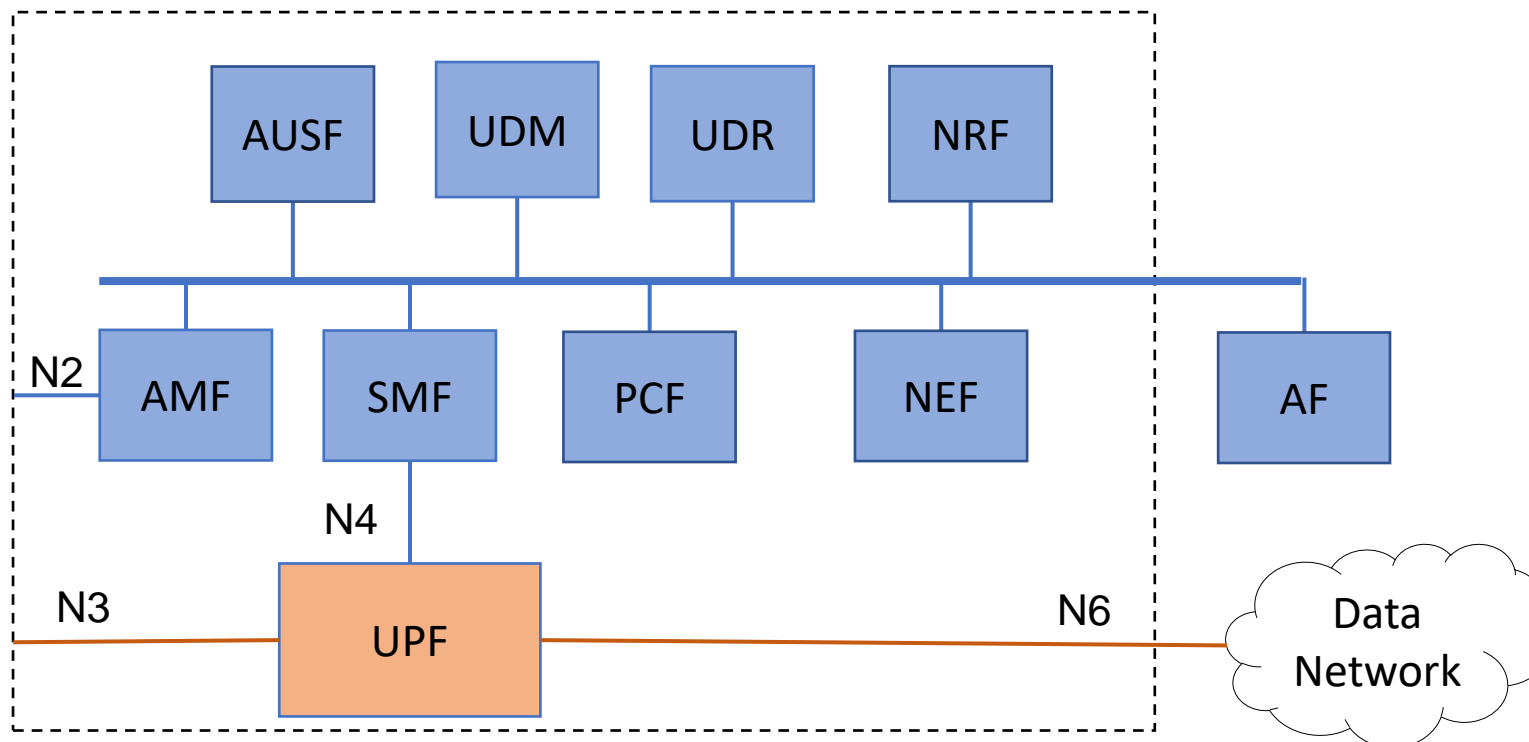 AUSF
UDM
UDR
NRF
N2
AMF
SMF
PCF
NEF
AF
N4
N3
UPF
N6
Data
Network